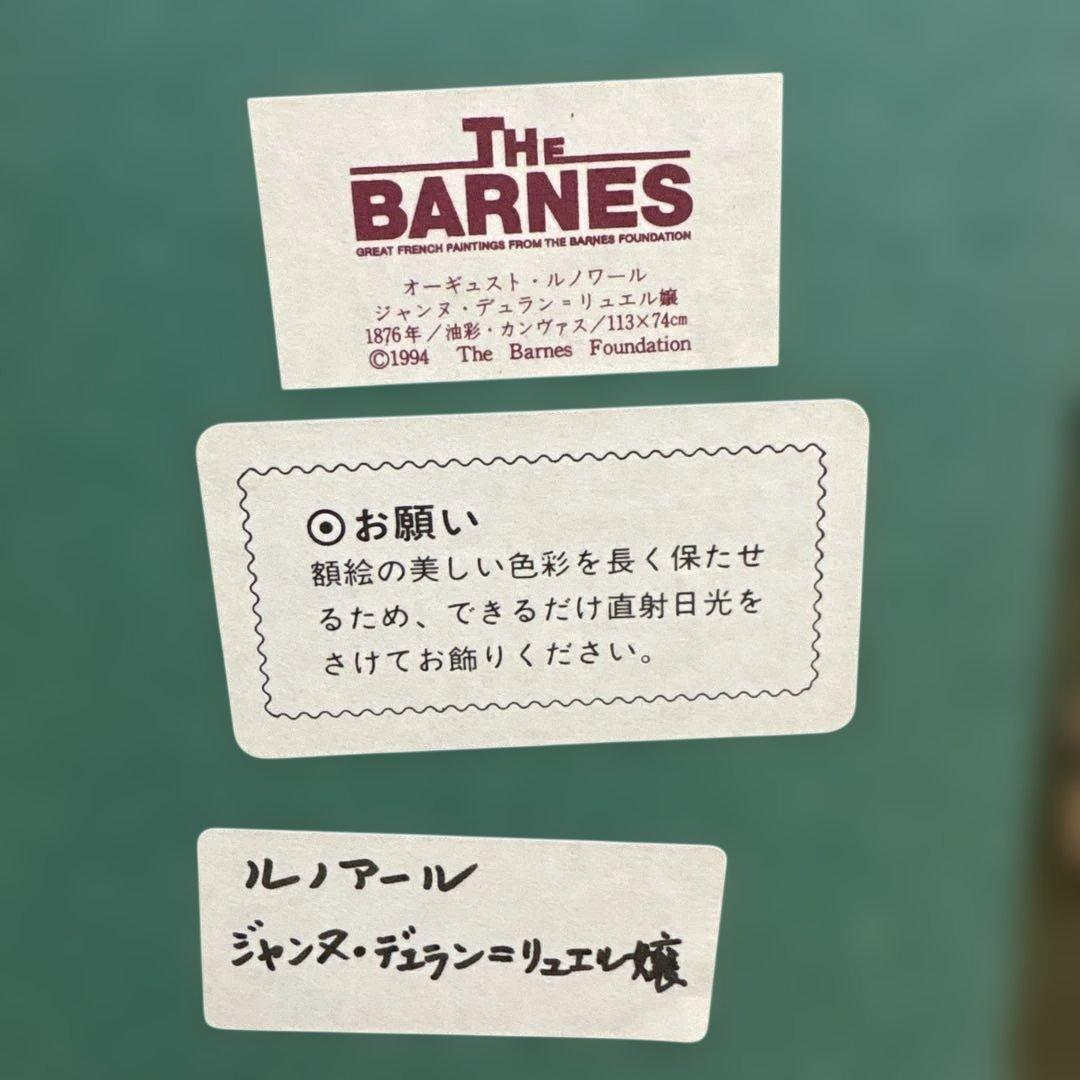 THE
BARNES
GREAT FRENCH PAINTINGS FROM THE BARNES FOUNDATION
オーギュスト・ルノワール
ジャンヌ・デュラン=リュエル嬢
1876年/油彩・カンヴァス/113×74cm
©1994 The Barnes Foundation
◉お願い
額絵の美しい色彩を長く保たせ
るため、できるだけ直射日光を
さけてお飾りください。
ルノアール
ジャンヌ・デュラン=リュエル嬢